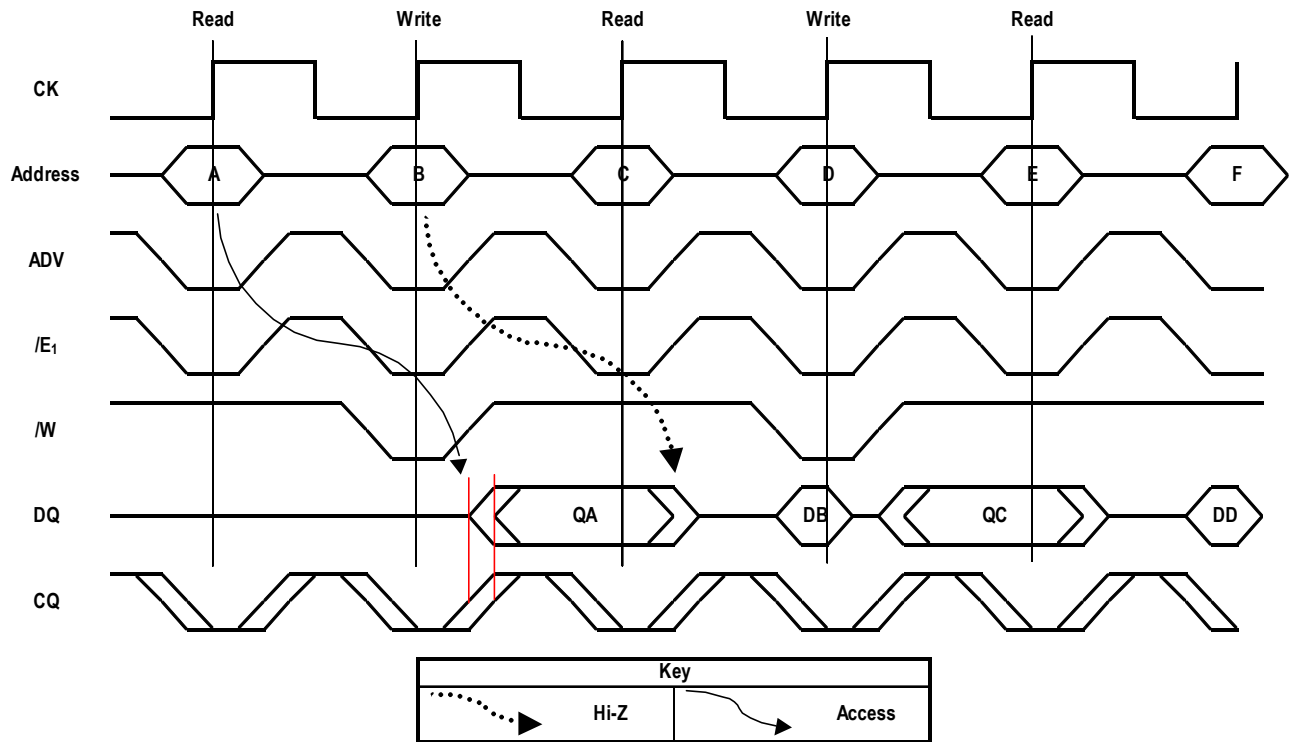 Read Write Read Write Read
CK
Address A B C D E F
ADV
/E1
/W
DQ QA DB QC DD
CQ
Key
Hi-Z Access